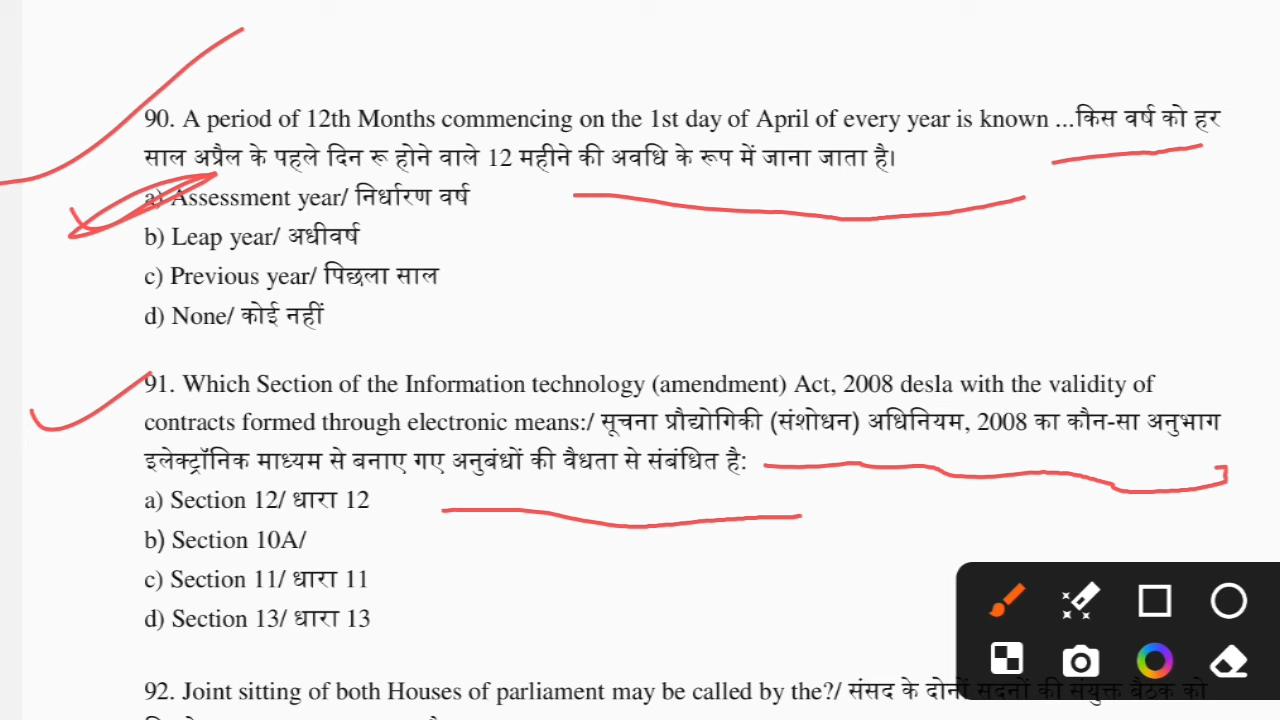 90. A period of 12th Months commencing on the 1st day of April of every year is known ...किस वर्ष को हर
साल अप्रैल के पहले दिन रू होने वाले 12 महीने की अवधि के रूप में जाना जाता है।
a) Assessment year/ निर्धारण वर्ष
b) Leap year/ अधीवर्ष
c) Previous year/ पिछला साल
d) None/ कोई नहीं
91. Which Section of the Information technology (amendment) Act, 2008 desla with the validity of
contracts formed through electronic means:/ सूचना प्रौद्योगिकी (संशोधन) अधिनियम, 2008 का कौन-सा अनुभाग
इलेक्ट्रॉनिक माध्यम से बनाए गए अनुबंधों की वैधता से संबंधित है:
a) Section 12/ धारा 12
b) Section 10A/
c) Section 11/ धारा 11
d) Section 13/ धारा 13
92. Joint sitting of both Houses of parliament may be called by the?/ संसद के दोनों सदनों की संयुक्त बैठक को